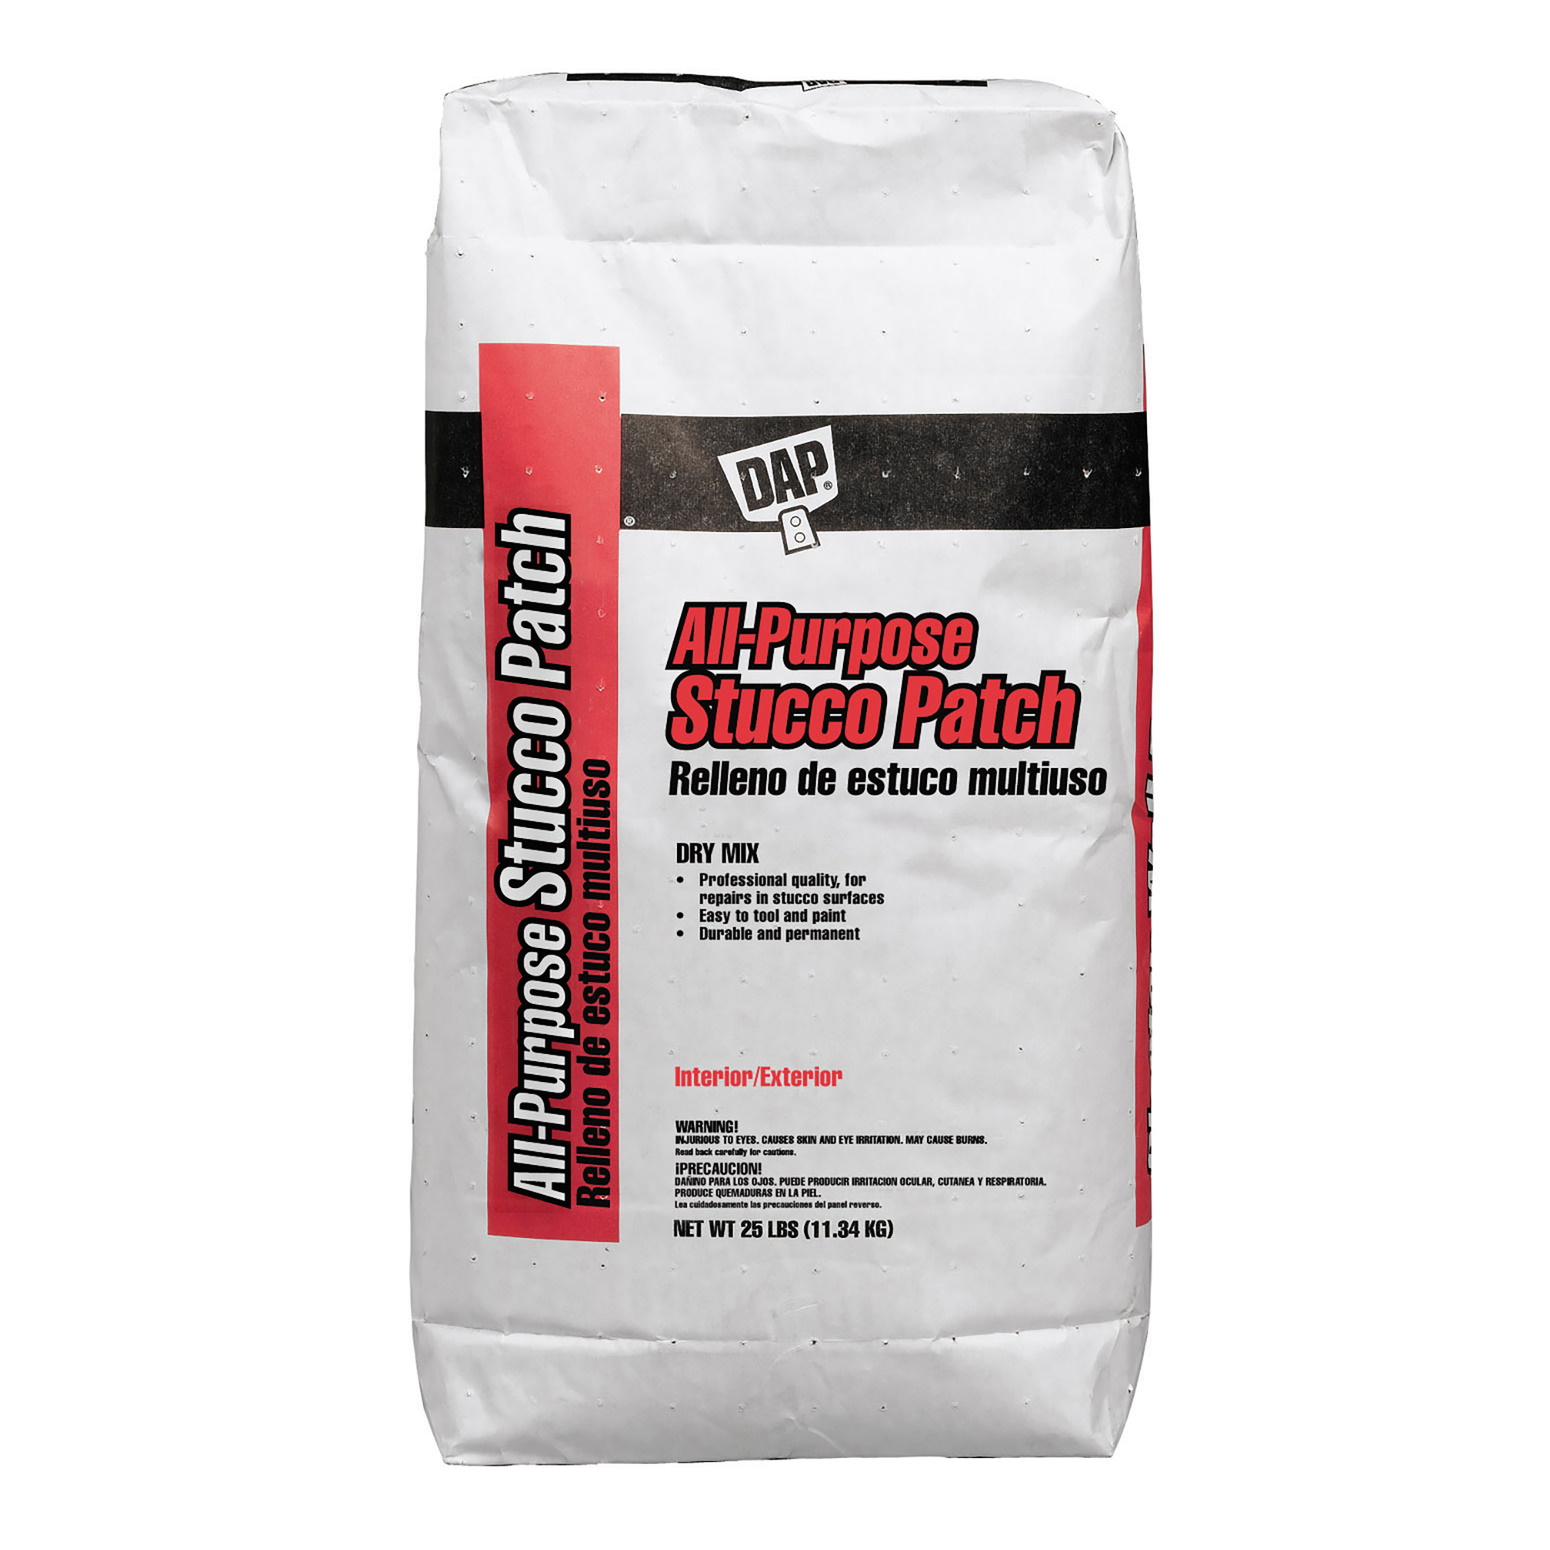 DAP®
®
All-Purpose Stucco Patch
Relleno de estuco multiuso
All-Purpose
Stucco Patch
Relleno de estuco multiuso
DRY MIX
• Professional quality, for
repairs in stucco surfaces
• Easy to tool and paint
• Durable and permanent
Interior/Exterior
WARNING!
INJURIOUS TO EYES. CAUSES SKIN AND EYE IRRITATION. MAY CAUSE BURNS.
Read back carefully for cautions.
¡PRECAUCION!
DAÑINO PARA LOS OJOS. PUEDE PRODUCIR IRRITACION OCULAR, CUTANEA Y RESPIRATORIA.
PRODUCE QUEMADURAS EN LA PIEL.
Lea cuidadosamente las precauciones del panel reverso.
NET WT 25 LBS (11.34 KG)